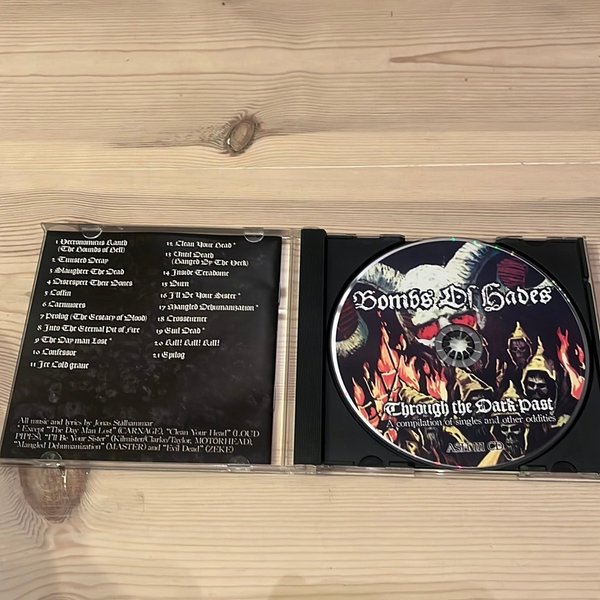 1 Necronomicus Kanth
(The Hounds of Hell)
2 Twisted Decay
3 Slaughter The Dead
4 Disrespect Their Bones
5 Coffin
6 Carnivores
7 Prolog (The Ecstacy of Blood)
8 Into The Eternal Pit of Fire
9 The Day man Lost *
10 Confessor
11 Ice Cold grave
12 Clean Your Head *
13 Until Death
(Hanged By The Neck)
14 Inside Teradome
15 Burn
16 I'll Be Your Sister *
17 Mangled Dehumanization *
18 Crossturner
19 Evil Dead *
20 Kill! Kill! Kill!
21 Epilog
All music and lyrics by Jonas Stålhammar
* Except "The Day Man Lost" (CARNAGE), "Clean Your Head" (LOUD
PIPES), "I'll Be Your Sister" (Kilmister/Clarke/Taylor, MOTÖRHEAD),
"Mangled Dehumanization" (MASTER) and "Evil Dead" (ZEKE)
Bombs Of Hades
Through the Dark Past
A compilation of singles and other oddities
CD